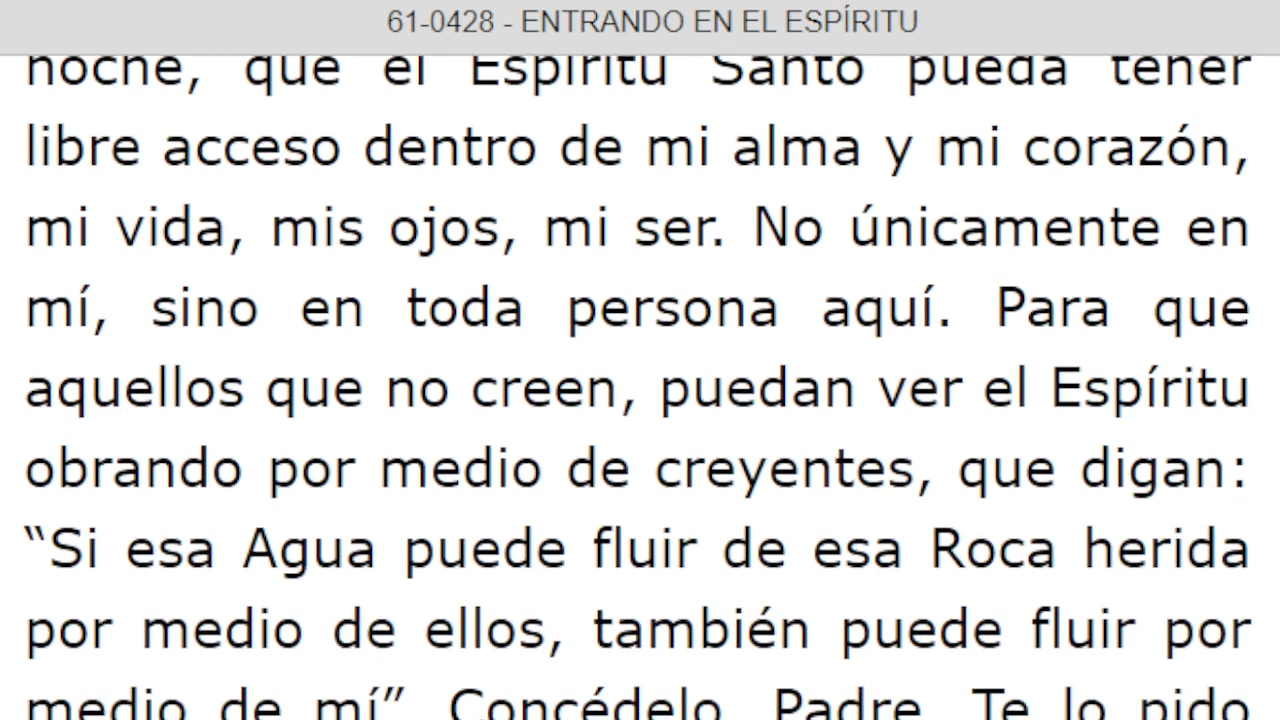 61-0428 - ENTRANDO EN EL ESPÍRITU
noche, que el Espíritu Santo pueda tener
libre acceso dentro de mi alma y mi corazón,
mi vida, mis ojos, mi ser. No únicamente en
mí, sino en toda persona aquí. Para que
aquellos que no creen, puedan ver el Espíritu
obrando por medio de creyentes, que digan:
“Si esa Agua puede fluir de esa Roca herida
por medio de ellos, también puede fluir por
medio de mí”. Concédelo, Padre. Te lo pido